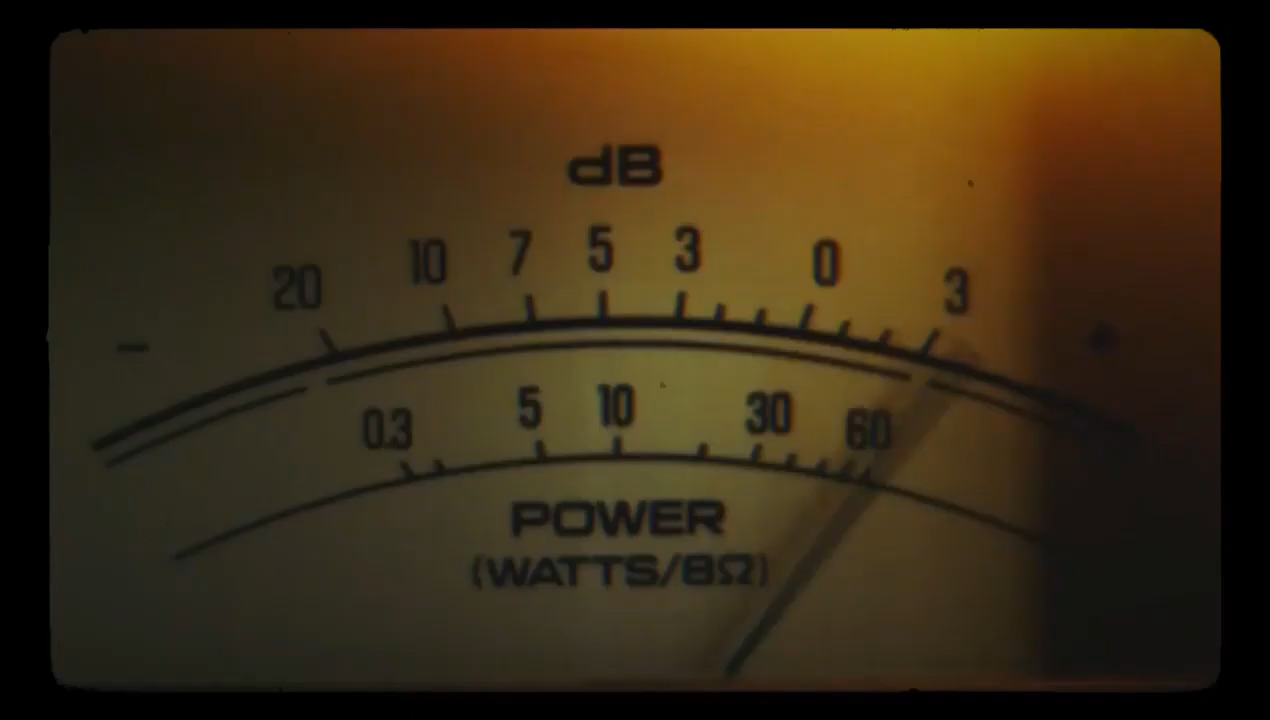 dB
20 10 7 5 3 0 3
- +
0.3 5 10 30 60
POWER
(WATTS/8Ω)